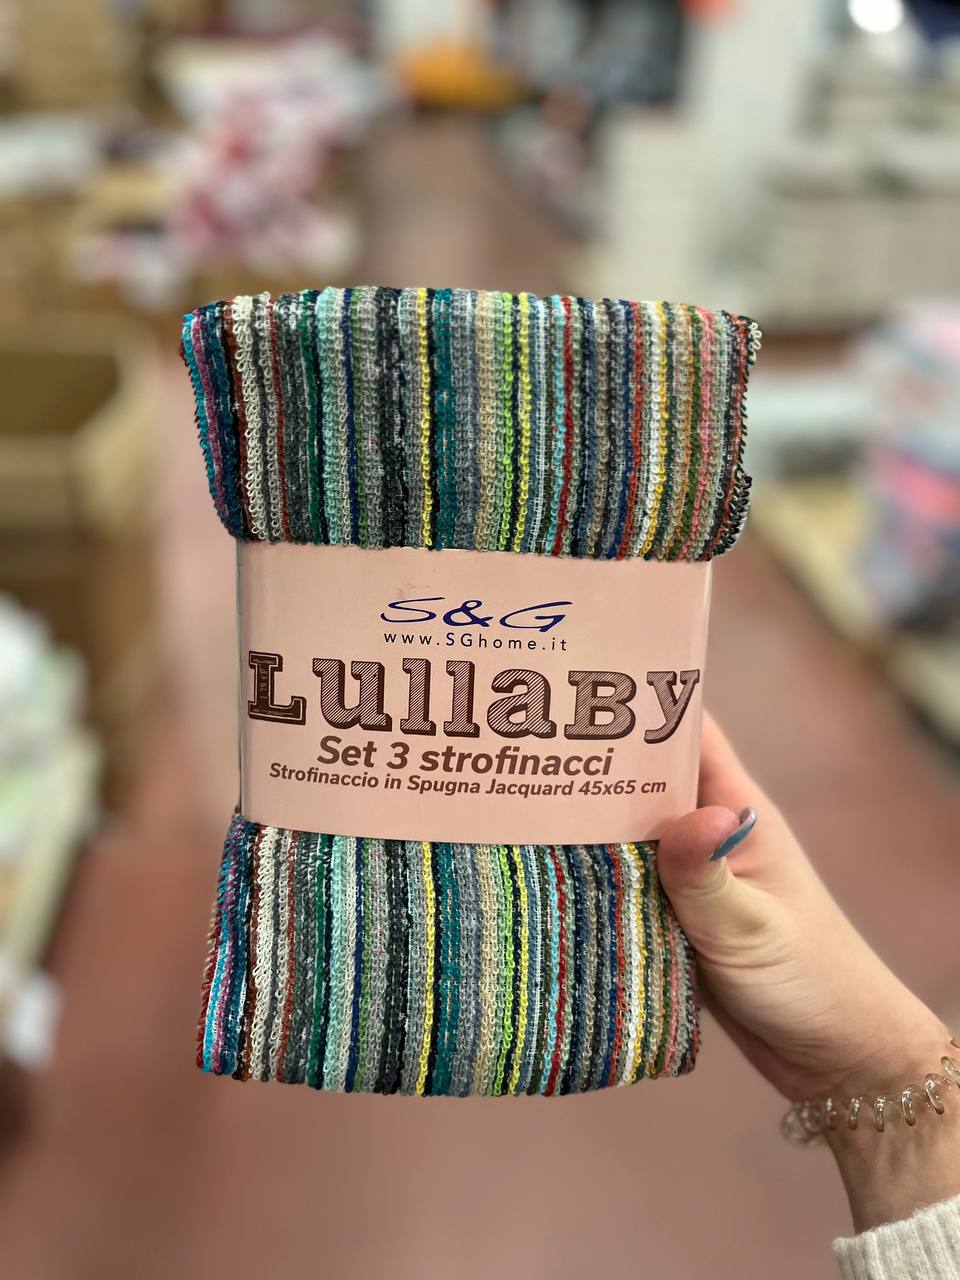 S&G
www.SGhome.it
LullaBy
Set 3 strofinacci
Strofinaccio in Spugna Jacquard 45x65 cm